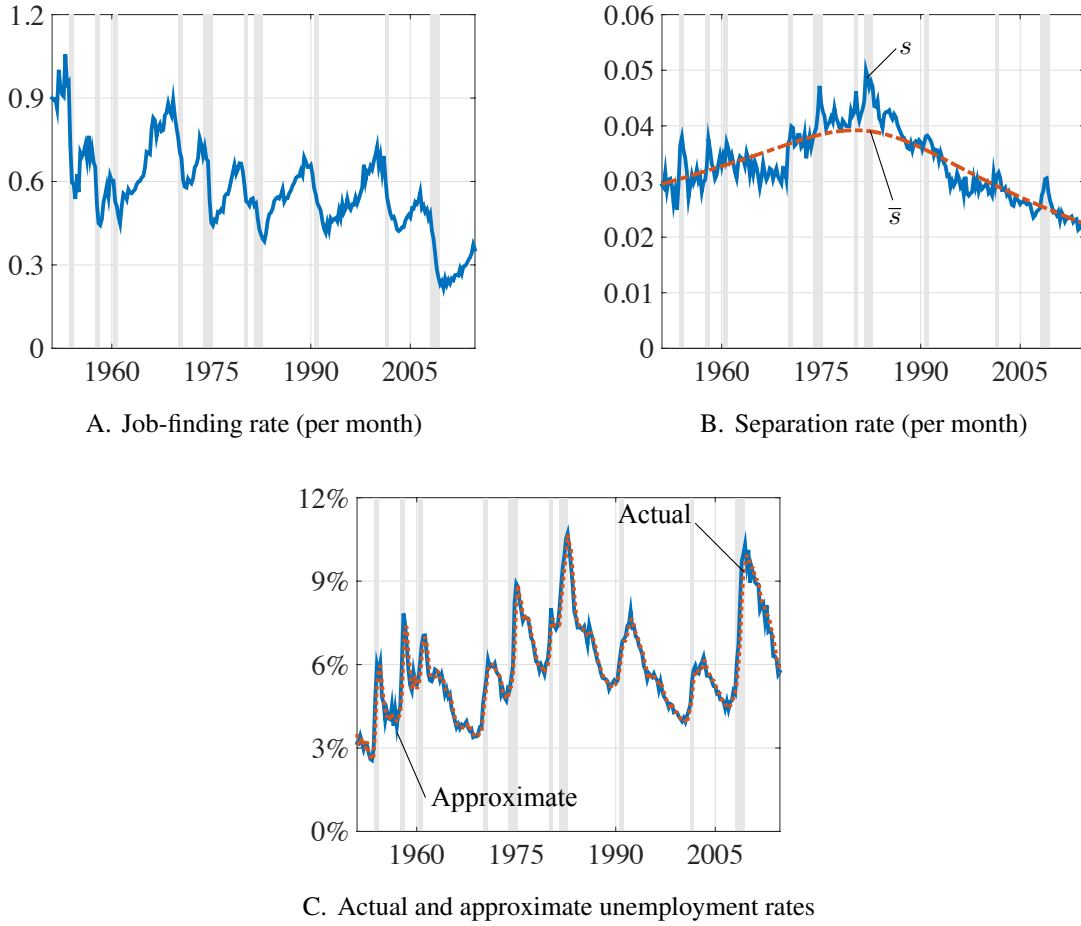 1.2
0.9
0.6
0.3
0
1960 1975 1990 2005
A. Job-finding rate (per month)
0.06
0.05
0.04
0.03
0.02
0.01
0
1960 1975 1990 2005
s
s̅
B. Separation rate (per month)
12%
9%
6%
3%
0%
1960 1975 1990 2005
Actual
Approximate
C. Actual and approximate unemployment rates